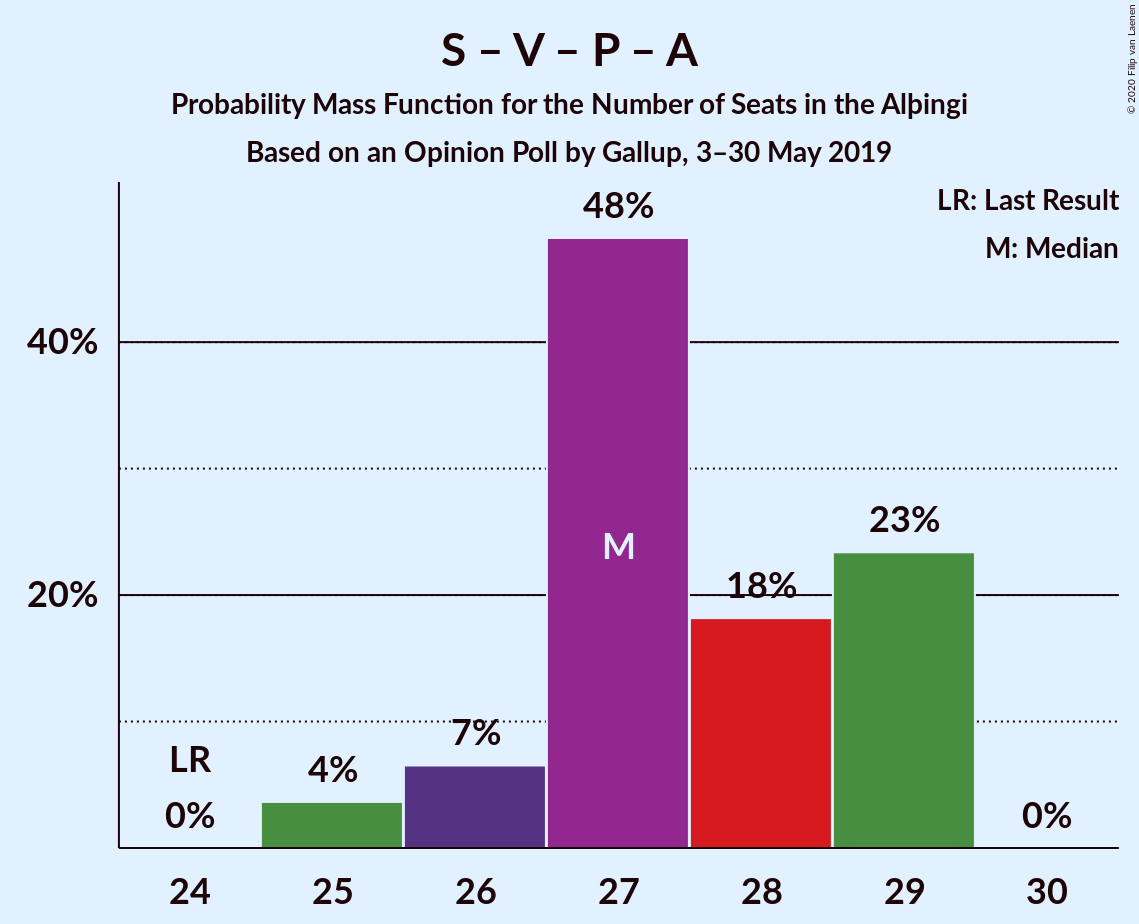 S – V – P – A
Probability Mass Function for the Number of Seats in the Alþingi
Based on an Opinion Poll by Gallup, 3–30 May 2019
© 2020 Filip van Laenen
LR: Last Result
M: Median
48%
40%
M
23%
18%
20%
7%
LR
4%
0%
0%
24 25 26 27 28 29 30